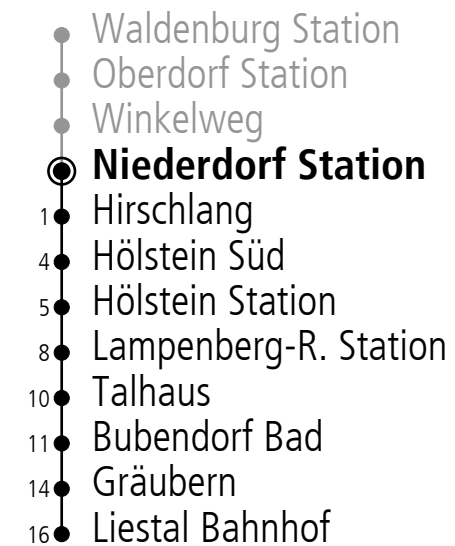 Waldenburg Station
Oberdorf Station
Winkelweg
Niederdorf Station
1 Hirschlang
4 Hölstein Süd
5 Hölstein Station
8 Lampenberg-R. Station
10 Talhaus
11 Bubendorf Bad
14 Gräubern
16 Liestal Bahnhof